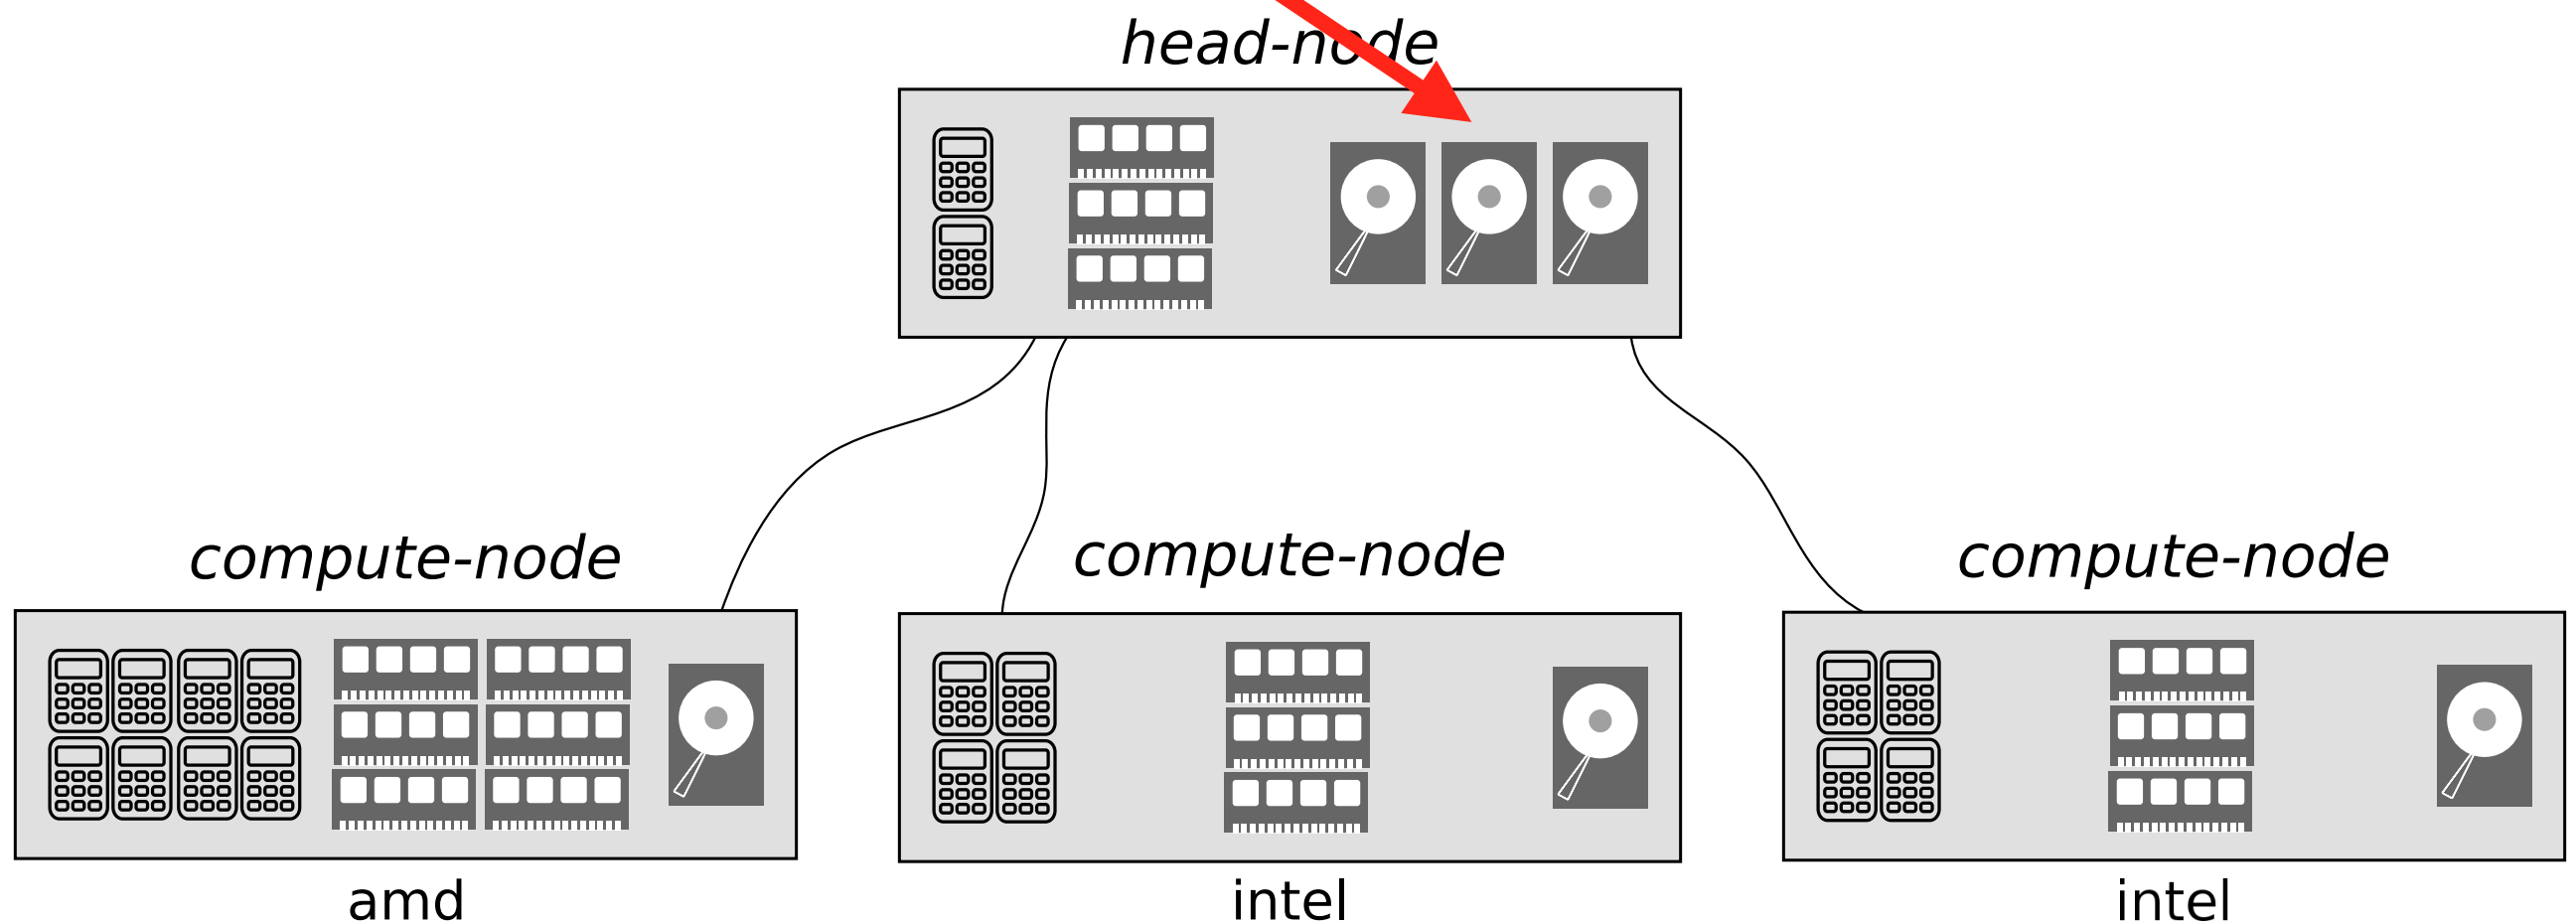 head-node
compute-node
compute-node
compute-node
amd
intel
intel